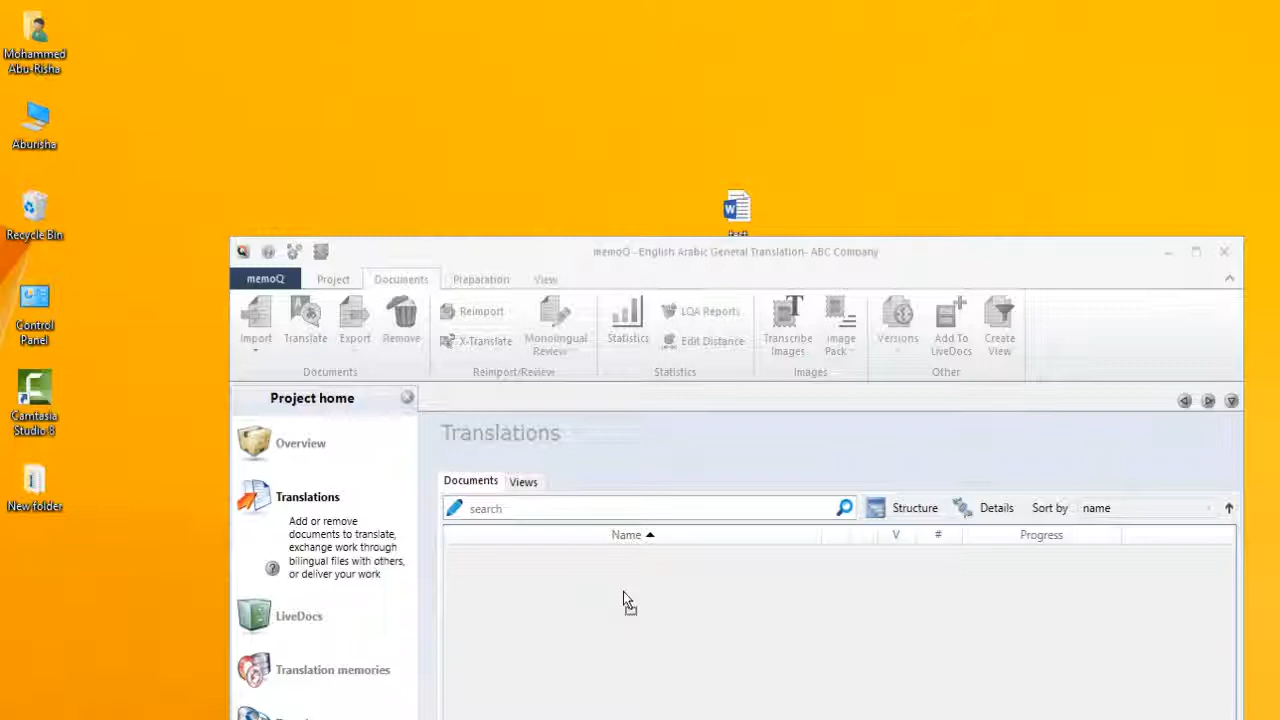 Mohammed
Abu-Risha
Aburisha
Recycle Bin
Control
Panel
Camtasia
Studio 8
New folder
test
memoQ - English Arabic General Translation- ABC Company
memoQ
Project
Documents
Preparation
View
Import
Translate
Export
Remove
Documents
Reimport
X-Translate
Monolingual
Review
Reimport/Review
Statistics
LQA Reports
Edit Distance
Statistics
Transcribe
Images
Image
Pack
Images
Versions
Add To
LiveDocs
Create
View
Other
Project home
Overview
Translations
Add or remove
documents to translate,
exchange work through
bilingual files with others,
or deliver your work
LiveDocs
Translation memories
Translations
Documents
Views
search
Structure
Details
Sort by
name
Name
V
#
Progress